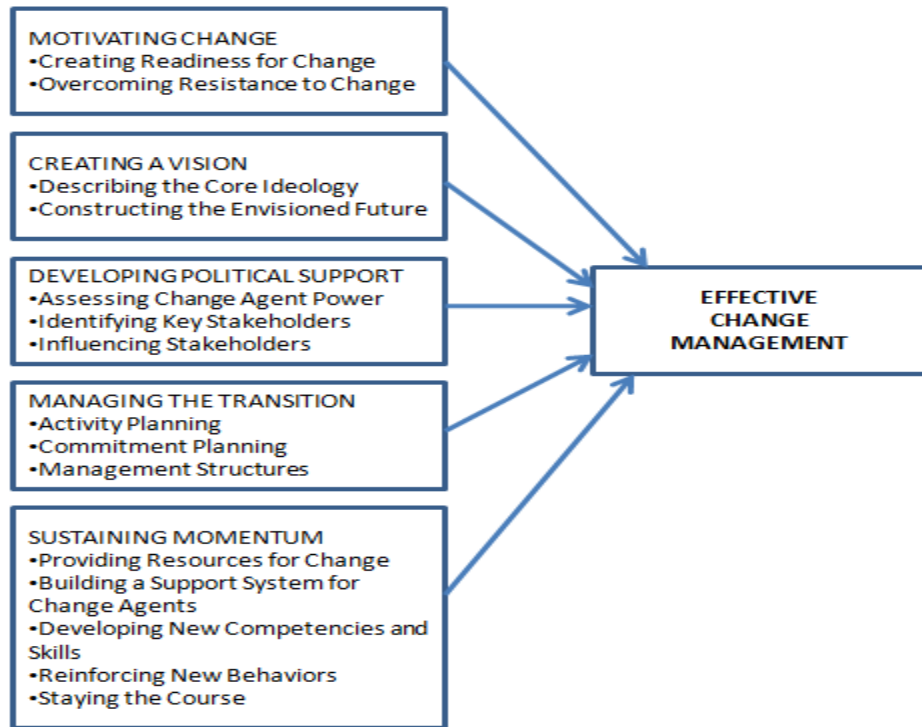 MOTIVATING CHANGE
•Creating Readiness for Change
•Overcoming Resistance to Change
CREATING A VISION
•Describing the Core Ideology
•Constructing the Envisioned Future
DEVELOPING POLITICAL SUPPORT
•Assessing Change Agent Power
•Identifying Key Stakeholders
•Influencing Stakeholders
MANAGING THE TRANSITION
•Activity Planning
•Commitment Planning
•Management Structures
SUSTAINING MOMENTUM
•Providing Resources for Change
•Building a Support System for
Change Agents
•Developing New Competencies and
Skills
•Reinforcing New Behaviors
•Staying the Course
EFFECTIVE
CHANGE
MANAGEMENT